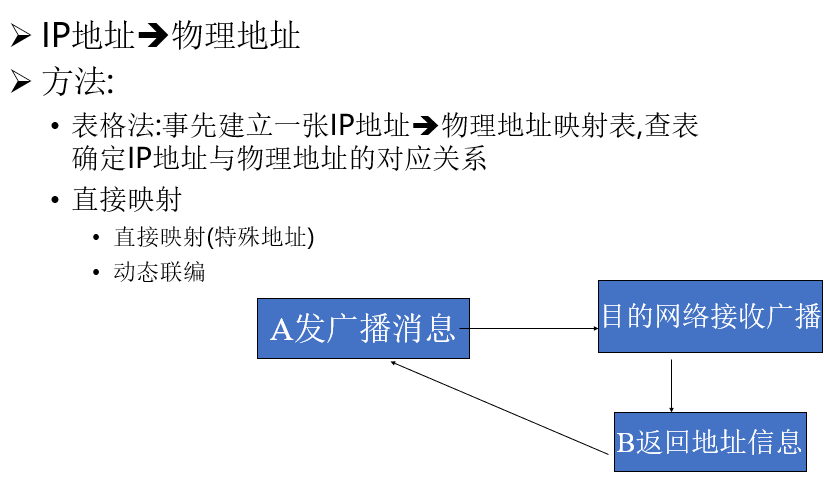 IP地址➔物理地址
方法:
表格法:事先建立一张IP地址➔物理地址映射表,查表
确定IP地址与物理地址的对应关系
直接映射
直接映射(特殊地址)
动态联编
A发广播消息
目的网络接收广播
B返回地址信息